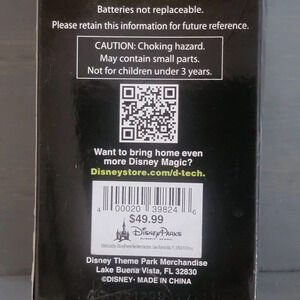 Batteries not replaceable.
Please retain this information for future reference.
CAUTION: Choking hazard.
May contain small parts.
Not for children under 3 years.
Want to bring home even
more Disney Magic?
Disneystore.com/d-tech.
4 00020 39824 6
$49.99
Disney Parks
Disney Theme Park Merchandise
Lake Buena Vista, FL 32830
©DISNEY· MADE IN CHINA